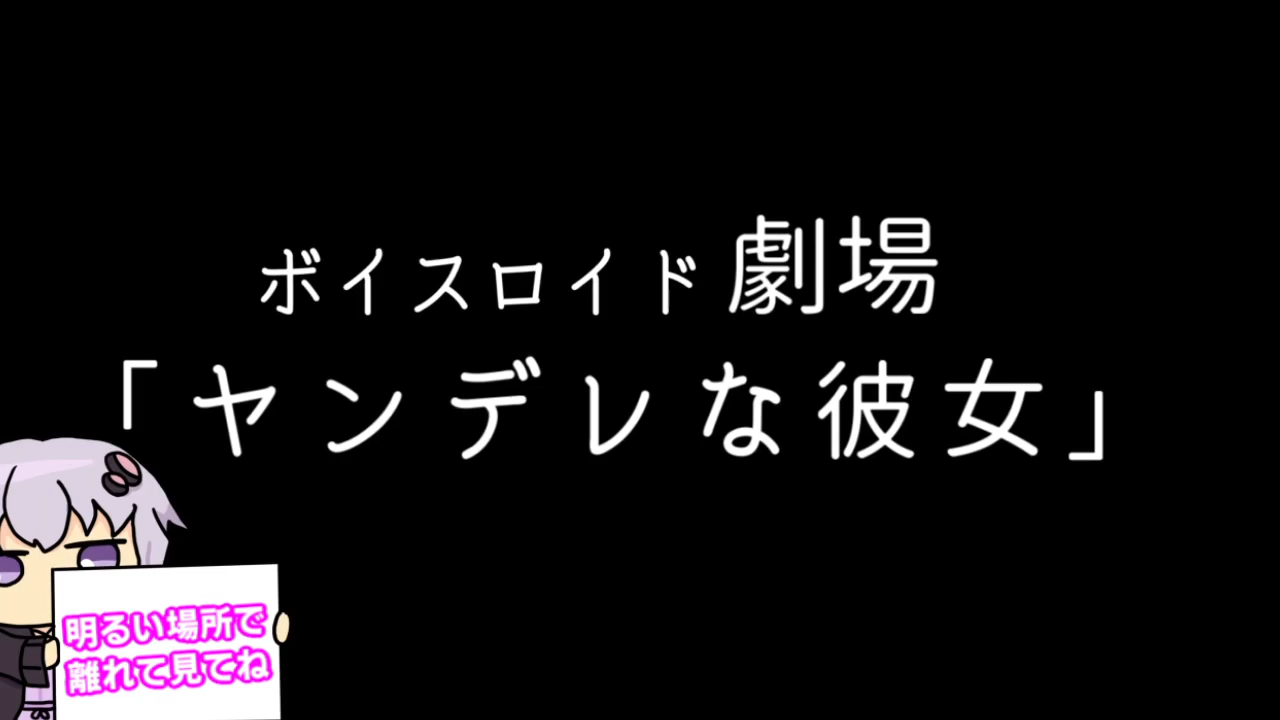 ボイスロイド劇場
「ヤンデレな彼女」
明るい場所で
離れて見てね